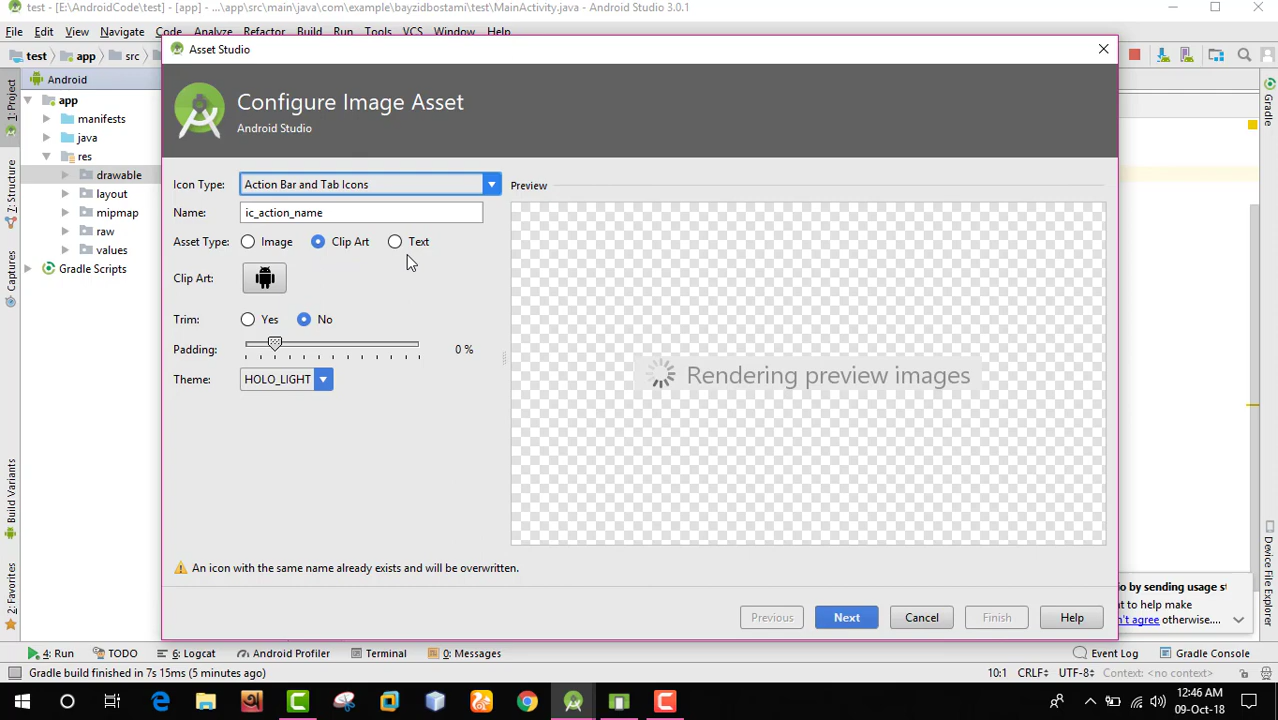 test - [E:\AndroidCode\test] - [app] - ...\app\src\main\java\com\example\bayzidbostami\test\MainActivity.java - Android Studio 3.0.1
File Edit View Navigate Code Analyze Refactor Build Run Tools VCS Window Help
test app src
Asset Studio
Android
Configure Image Asset
Android Studio
1: Project
Z: Structure
Captures
Build Variants
2: Favorites
app
manifests
java
res
drawable
layout
mipmap
raw
values
Gradle Scripts
Icon Type: Action Bar and Tab Icons
Name: ic_action_name
Asset Type: Image Clip Art Text
Clip Art:
Trim: Yes No
Padding: 0 %
Theme: HOLO_LIGHT
Preview
Rendering preview images
An icon with the same name already exists and will be overwritten.
Previous Next Cancel Finish Help
Gradle
Device File Explorer
io by sending usage st
t to help make
n't agree otherwise....
4: Run TODO 6: Logcat Android Profiler Terminal 0: Messages Event Log Gradle Console
Gradle build finished in 7s 15ms (5 minutes ago) 10:1 CRLF÷ UTF-8÷ Context: <no context>
12:46 AM
09-Oct-18